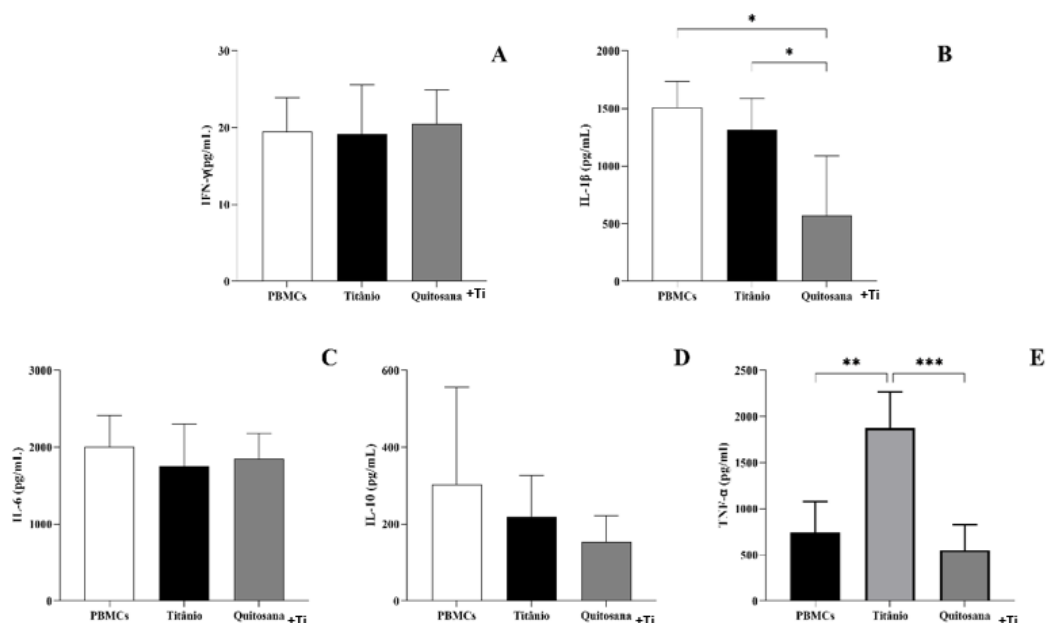 A
IFN-γ(pg/mL)
30
20
10
0
PBMCs Titânio Quitosana +Ti
B
* 
*
IL-1β (pg/mL)
2000
1500
1000
500
0
PBMCs Titânio Quitosana +Ti
C
IL-6 (pg/mL)
3000
2000
1000
0
PBMCs Titânio Quitosana +Ti
D
IL-10 (pg/mL)
600
400
200
0
PBMCs Titânio Quitosana +Ti
E
** ***
TNF-α (pg/ml)
2500
2000
1500
1000
500
0
PBMCs Titânio Quitosana +Ti